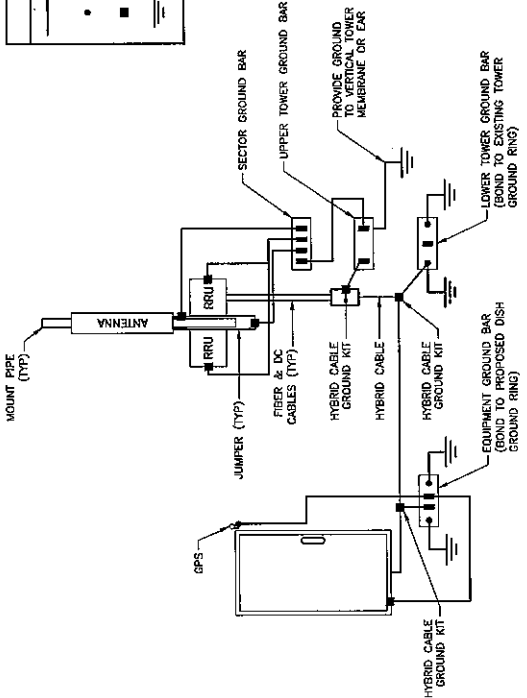 MOUNT PIPE
(TYP)
ANTENNA
RRU
RRU
JUMPER (TYP)
FIBER & DC
CABLES (TYP)
SECTOR GROUND BAR
UPPER TOWER GROUND BAR
PROVIDE GROUND
TO VERTICAL TOWER
MEMBRANE OR EAR
HYBRID CABLE
GROUND KIT
HYBRID CABLE
HYBRID CABLE
GROUND KIT
LOWER TOWER GROUND BAR
(BOND TO EXISTING TOWER
GROUND RING)
GPS
EQUIPMENT GROUND BAR
(BOND TO PROPOSED DISH
GROUND RING)
HYBRID CABLE
GROUND KIT